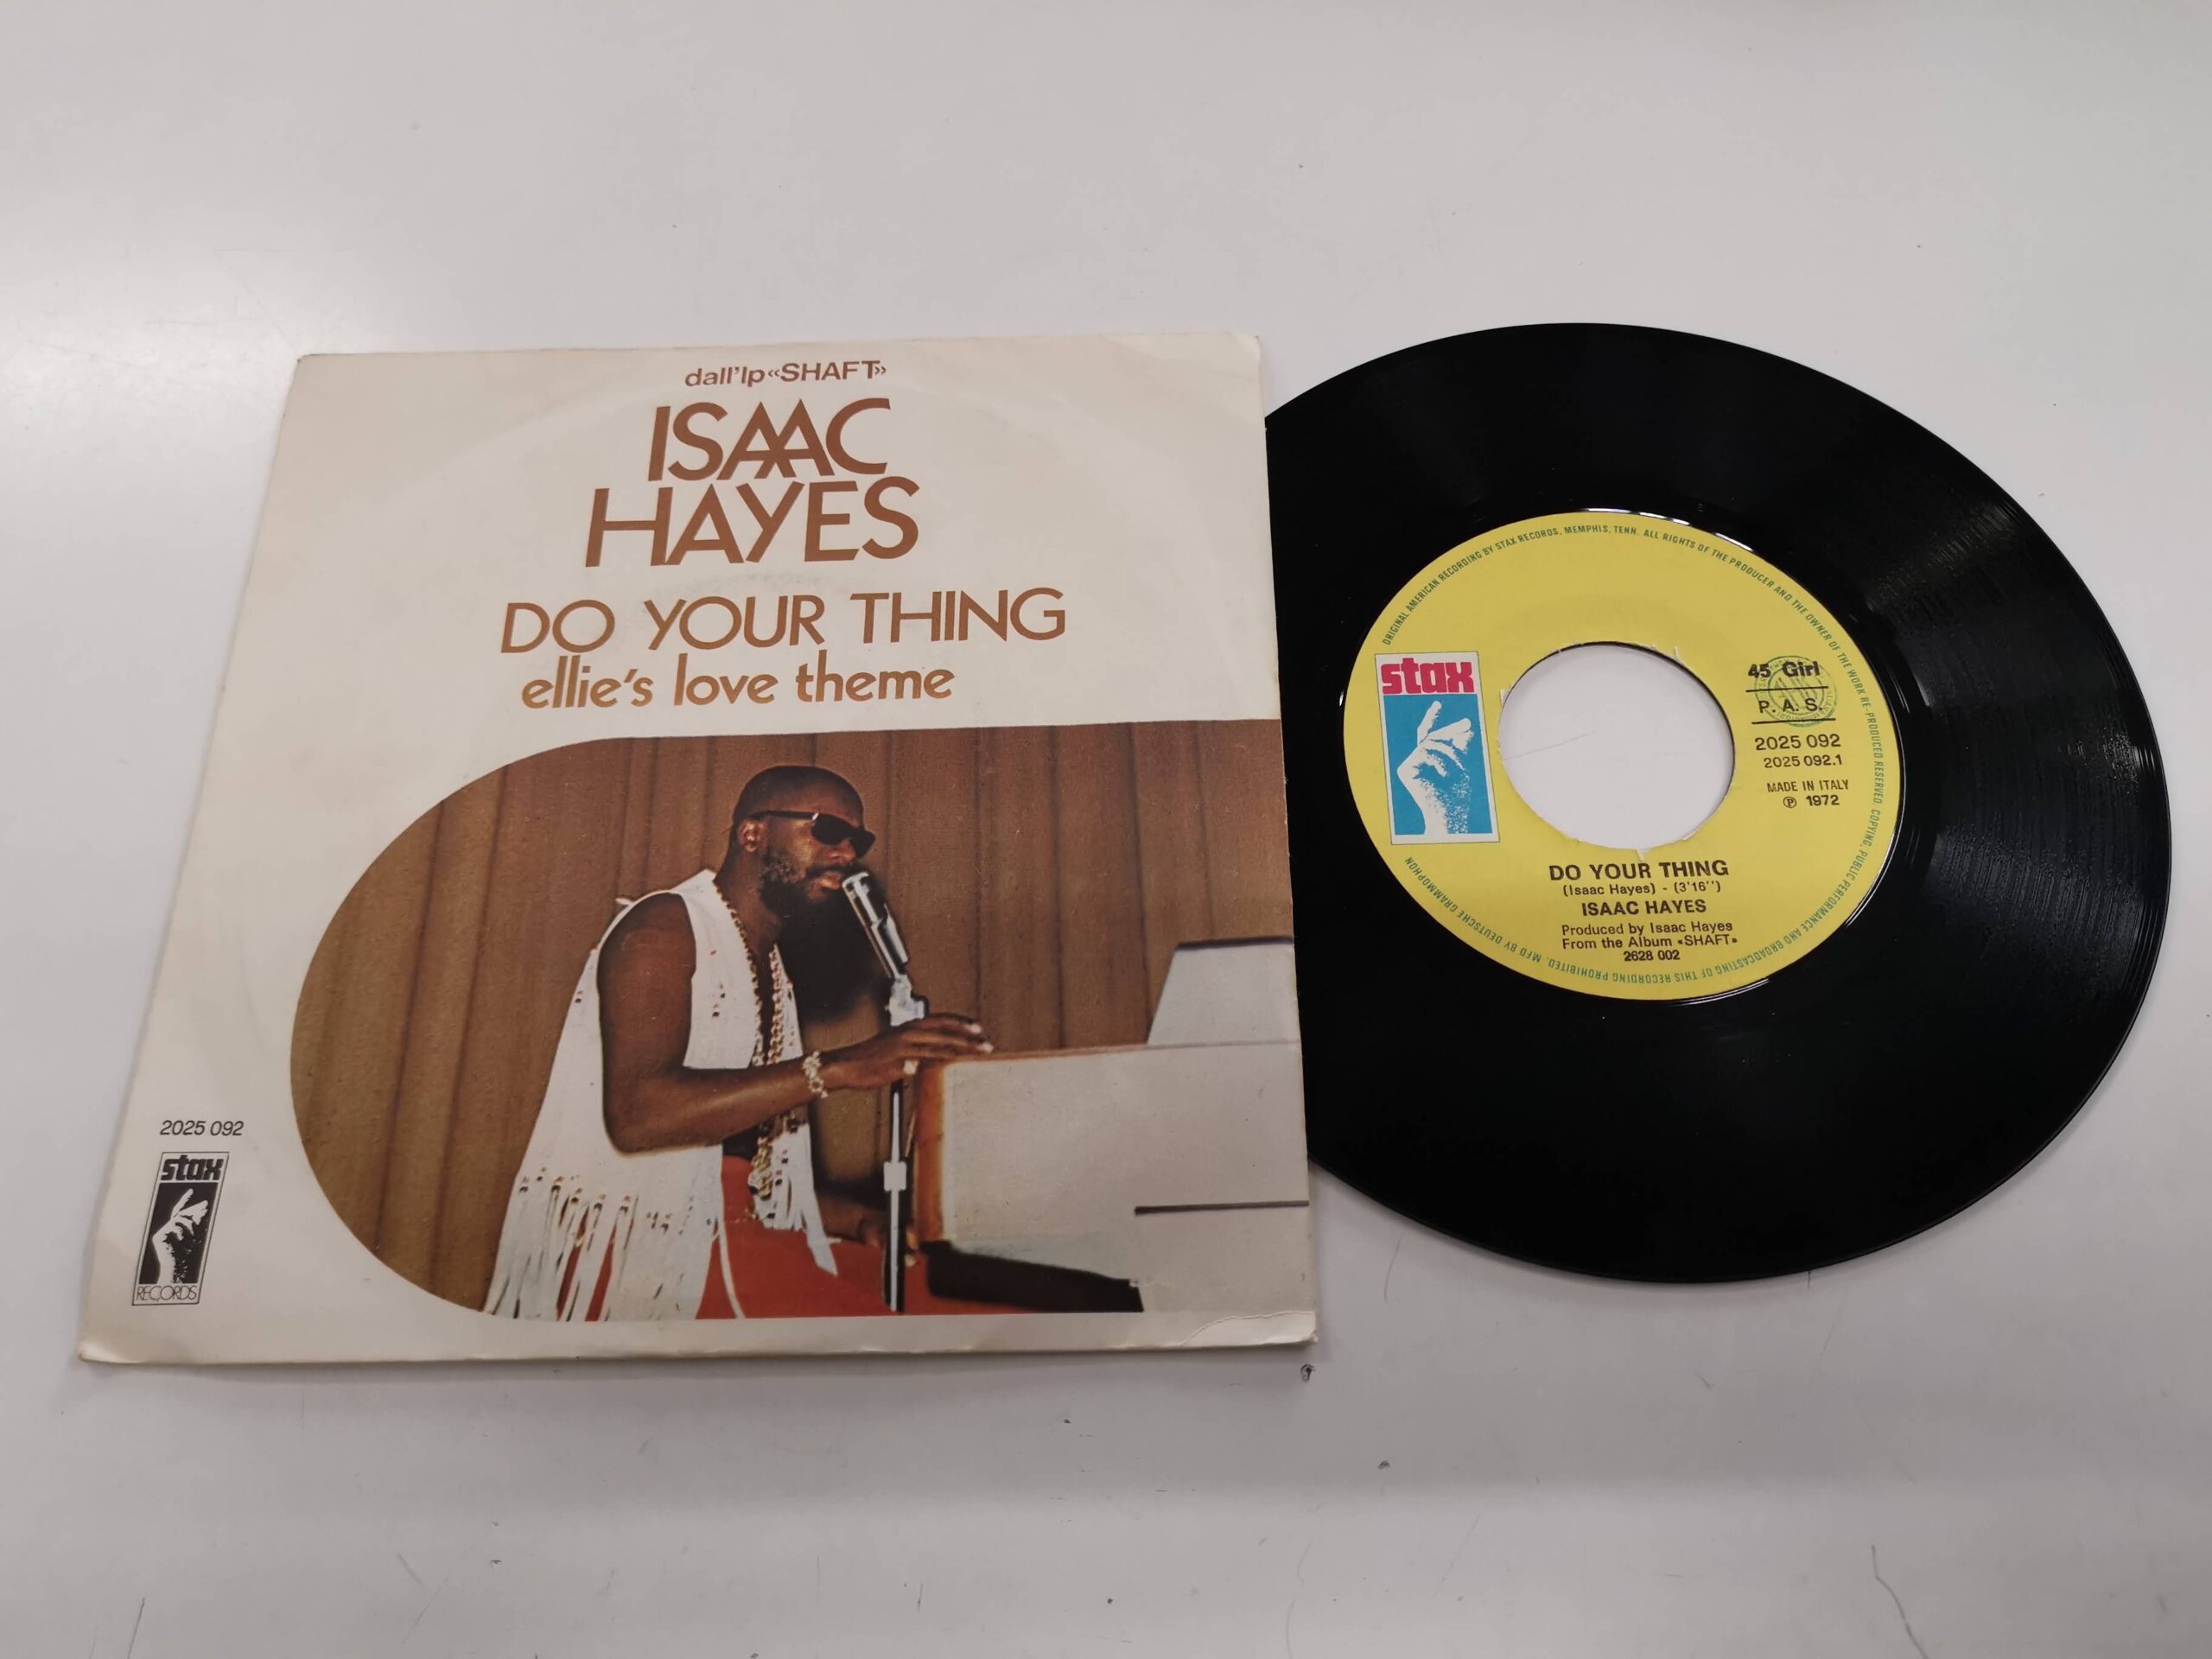 dall'lp «SHAFT»
ISAAC
HAYES
DO YOUR THING
ellie's love theme
2025 092
stax
RECORDS
ORIGINAL AMERICAN RECORDING BY STAX RECORDS, MEMPHIS, TENN. ALL RIGHTS OF THE PRODUCER AND THE OWNER OF THE WORK RE-PRODUCED RESERVED. COPYING, PUBLIC PERFORMANCE AND BROADCASTING OF THIS RECORDING PROHIBITED. MFD BY DEUTSCHE GRAMMOPHON
stax
45 Giri
P. A. S.
2025 092
2025 092.1
MADE IN ITALY
℗ 1972
DO YOUR THING
(Isaac Hayes) - (3'16'')
ISAAC HAYES
Produced by Isaac Hayes
From the Album «SHAFT»
2628 002